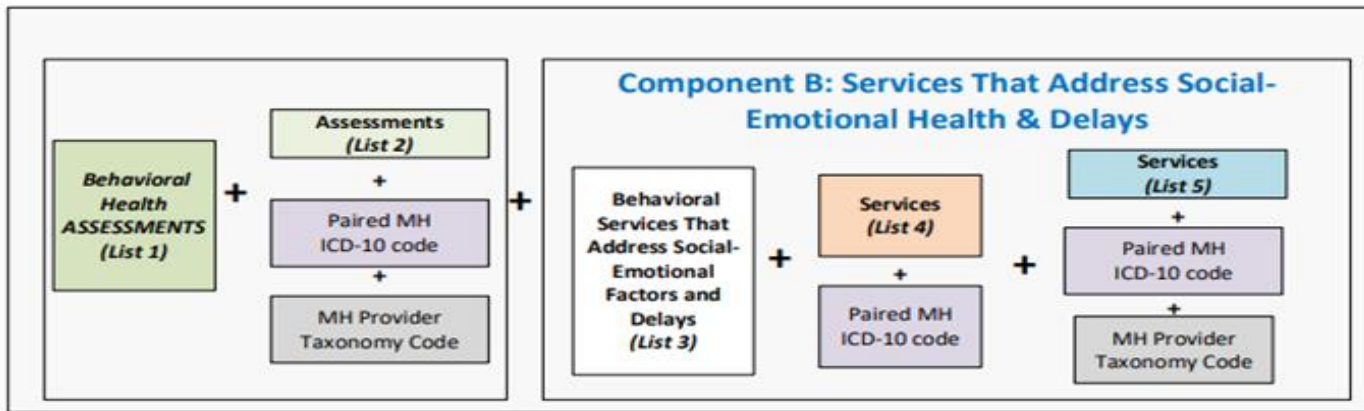 Behavioral
Health
ASSESSMENTS
(List 1)
+
Assessments
(List 2)
+
Paired MH
ICD-10 code
+
MH Provider
Taxonomy Code
+
Component B: Services That Address Social-
Emotional Health & Delays
Behavioral
Services That
Address Social-
Emotional
Factors and
Delays
(List 3)
+
Services
(List 4)
+
Paired MH
ICD-10 code
+
Services
(List 5)
+
Paired MH
ICD-10 code
+
MH Provider
Taxonomy Code